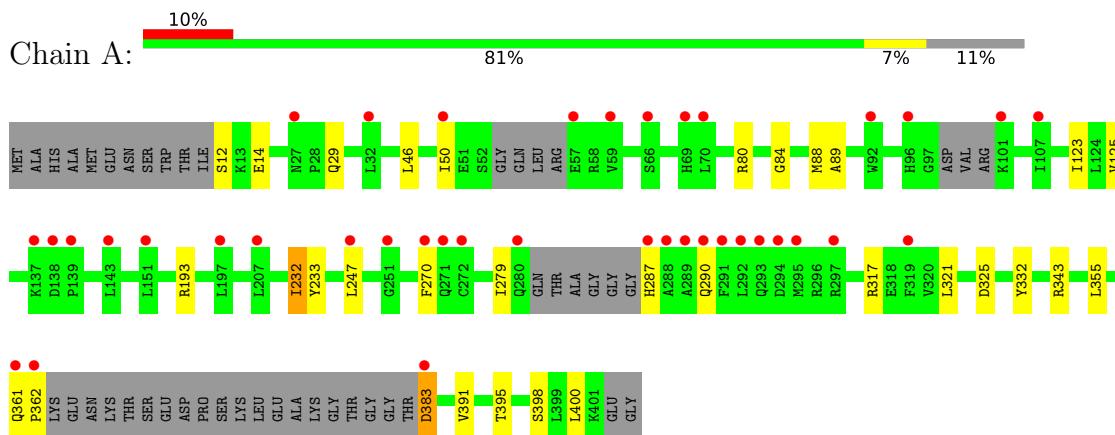 10%
Chain A:
81% 7% 11%
MET ALA HIS ALA MET GLU ASN SER TRP THR ILE S12 K13 E14 N27 P28 Q29 L32 L46 I50 E51 S52 GLY GLN LEU ARG E57 R58 V59 S66 H69 L70 R80 G84 M88 A89 W92 H96 G97 ASP VAL ARG K101 I107 I123 L124
K137 D138 P139 L143 L151 R193 L197 L207 I232 Y233 L247 G251 F270 Q271 C272 I279 Q280 GLN THR ALA GLY GLY GLY H287 A288 A289 Q290 F291 L292 Q293 D294 M295 R296 R297 R317 E318 F319 V320 L321 D325 Y332 R343 L355
Q361 P362 LYS GLU ASN LYS THR SER GLU ASP PRO SER LYS LEU GLU ALA LYS GLY THR GLY GLY THR D383 V391 T395 S398 L399 L400 K401 GLU GLY